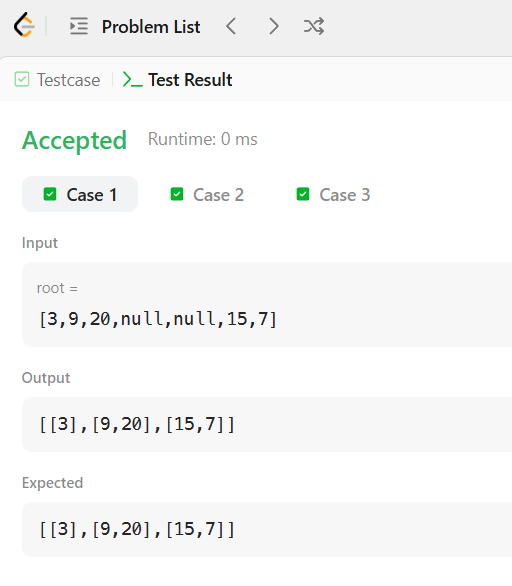 Problem List
Testcase
Test Result
Accepted Runtime: 0 ms
Case 1 Case 2 Case 3
Input
root =
[3,9,20,null,null,15,7]
Output
[[3],[9,20],[15,7]]
Expected
[[3],[9,20],[15,7]]